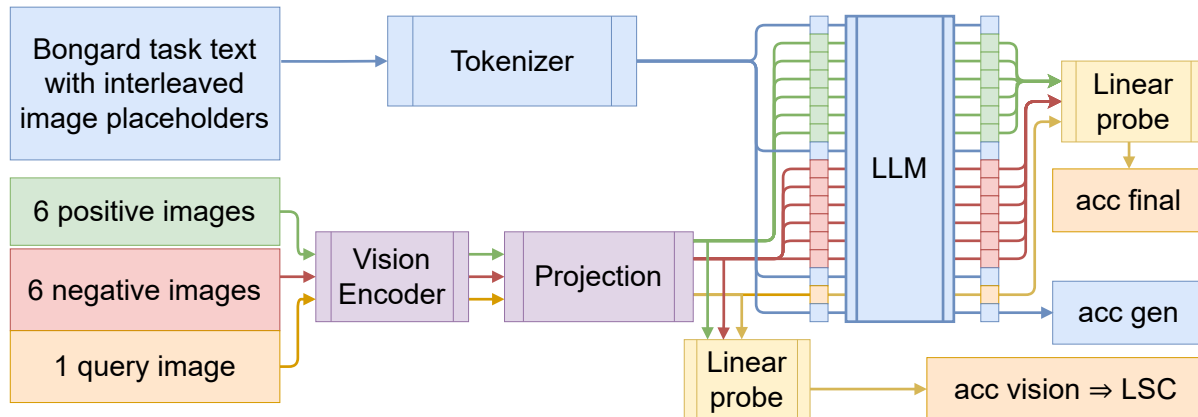 Bongard task text
with interleaved
image placeholders
Tokenizer
LLM
Linear
probe
acc final
6 positive images
6 negative images
1 query image
Vision
Encoder
Projection
acc gen
Linear
probe
acc vision ⇒ LSC